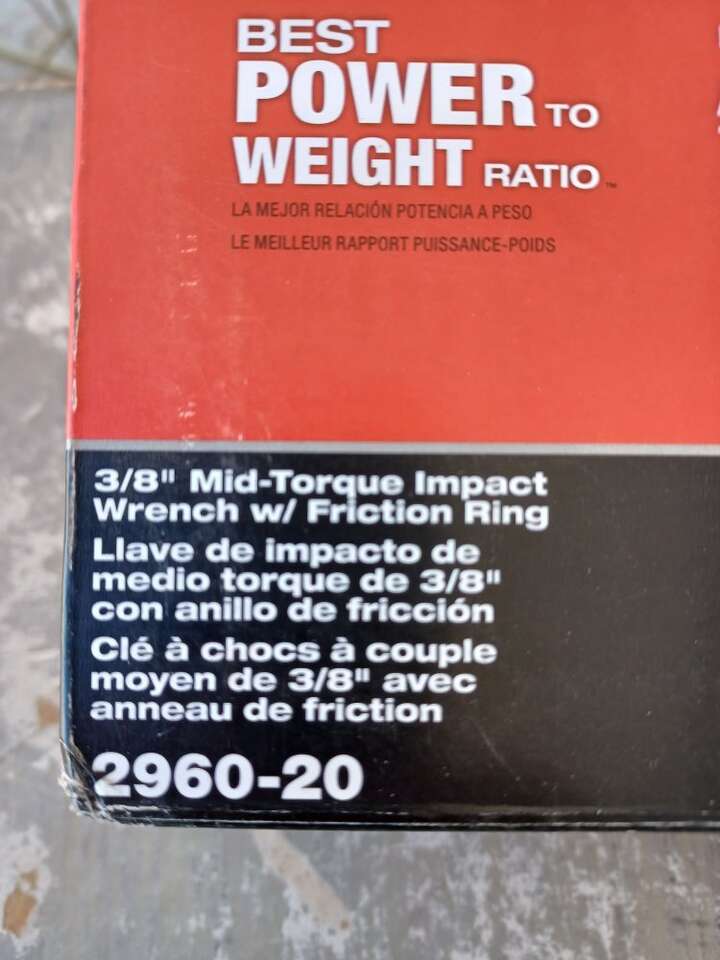 BEST
POWER TO
WEIGHT RATIO™
LA MEJOR RELACIÓN POTENCIA A PESO
LE MEILLEUR RAPPORT PUISSANCE-POIDS
3/8" Mid-Torque Impact
Wrench w/ Friction Ring
Llave de impacto de
medio torque de 3/8"
con anillo de fricción
Clé à chocs à couple
moyen de 3/8" avec
anneau de friction
2960-20